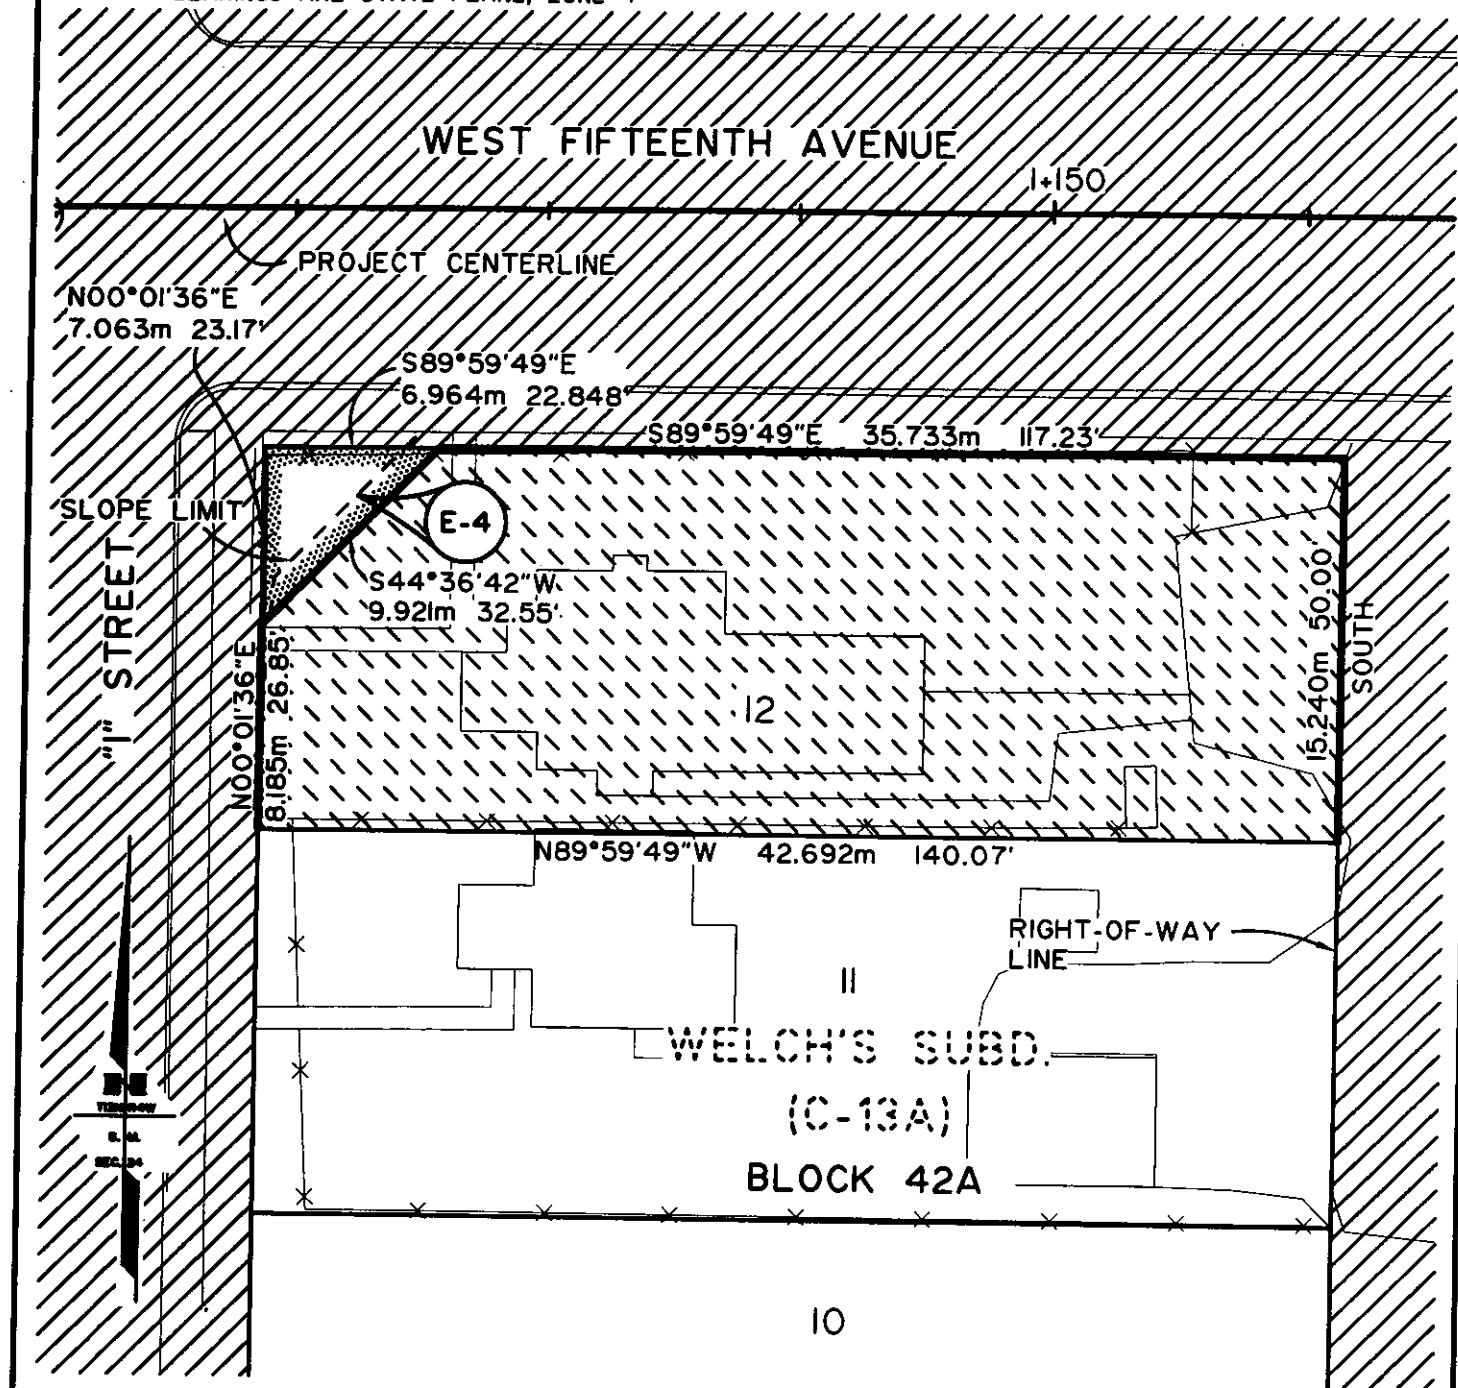 WEST FIFTEENTH AVENUE
1+150
PROJECT CENTERLINE
N00°01'36"E
7.063m 23.17'
S89°59'49"E
6.964m 22.848'
S89°59'49"E 35.733m 117.23'
SLOPE LIMIT
E-4
S44°36'42"W
9.921m 32.55'
"I" STREET
N00°01'36"E
8.185m 26.85'
12
15.240m 50.00'
SOUTH
N89°59'49"W 42.692m 140.07'
RIGHT-OF-WAY
LINE
11
WELCH'S SUBD.
(C-13A)
BLOCK 42A
10